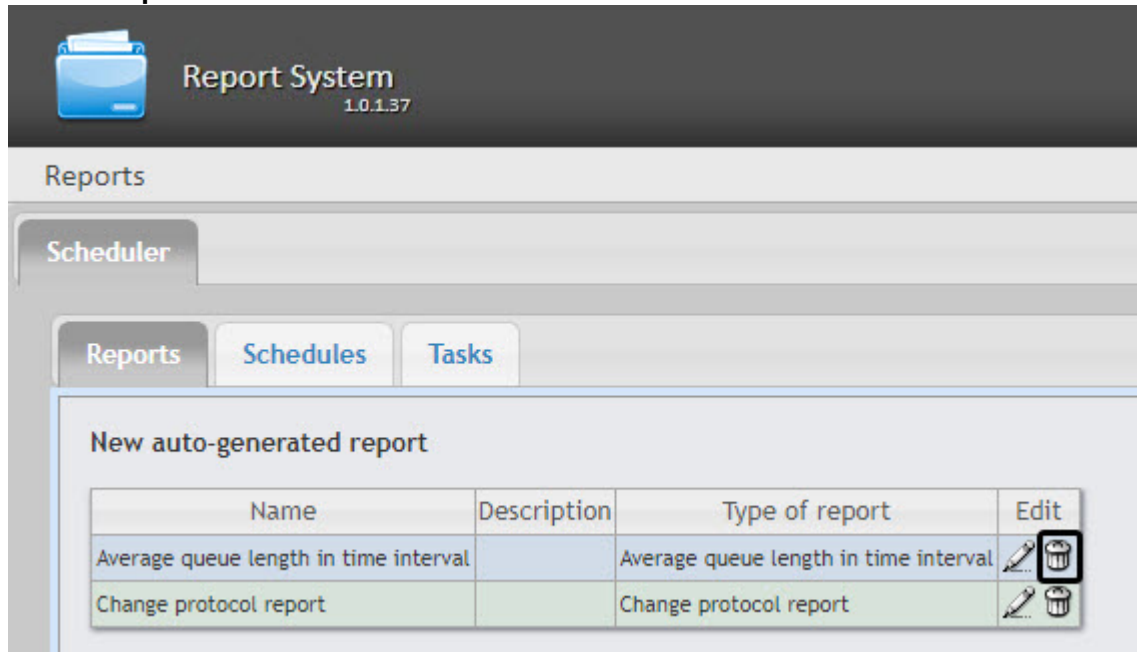 Report System
1.0.1.37
Reports
Scheduler
Reports Schedules Tasks
New auto-generated report
Name Description Type of report Edit
Average queue length in time interval Average queue length in time interval
Change protocol report Change protocol report